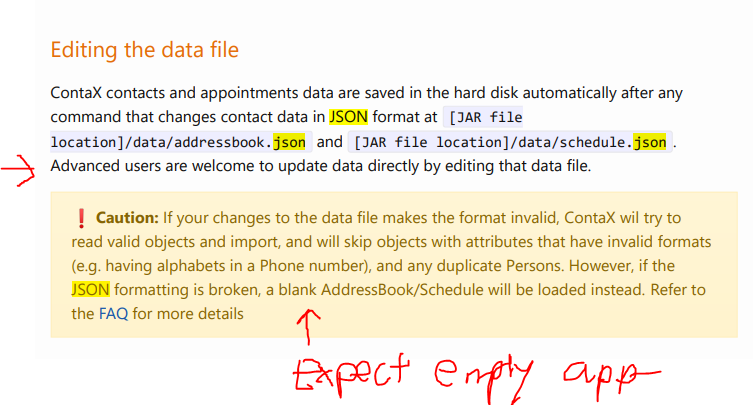 Editing the data file
ContaX contacts and appointments data are saved in the hard disk automatically after any
command that changes contact data in JSON format at [JAR file
location]/data/addressbook.json and [JAR file location]/data/schedule.json .
Advanced users are welcome to update data directly by editing that data file.
❗ Caution: If your changes to the data file makes the format invalid, ContaX wil try to
read valid objects and import, and will skip objects with attributes that have invalid formats
(e.g. having alphabets in a Phone number), and any duplicate Persons. However, if the
JSON formatting is broken, a blank AddressBook/Schedule will be loaded instead. Refer to
the FAQ for more details
Expect empty app